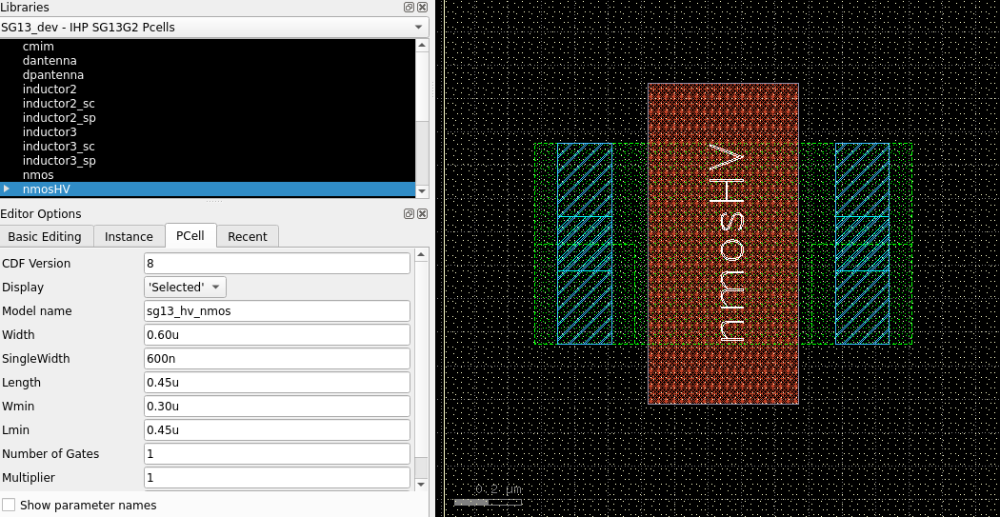 Libraries
SG13_dev - IHP SG13G2 Pcells
cmim
dantenna
dpantenna
inductor2
inductor2_sc
inductor2_sp
inductor3
inductor3_sc
inductor3_sp
nmos
nmosHV
Editor Options
Basic Editing Instance PCell Recent
CDF Version 8
Display 'Selected'
Model name sg13_hv_nmos
Width 0.60u
SingleWidth 600n
Length 0.45u
Wmin 0.30u
Lmin 0.45u
Number of Gates 1
Multiplier 1
Show parameter names
nmosHV
0.2 µm